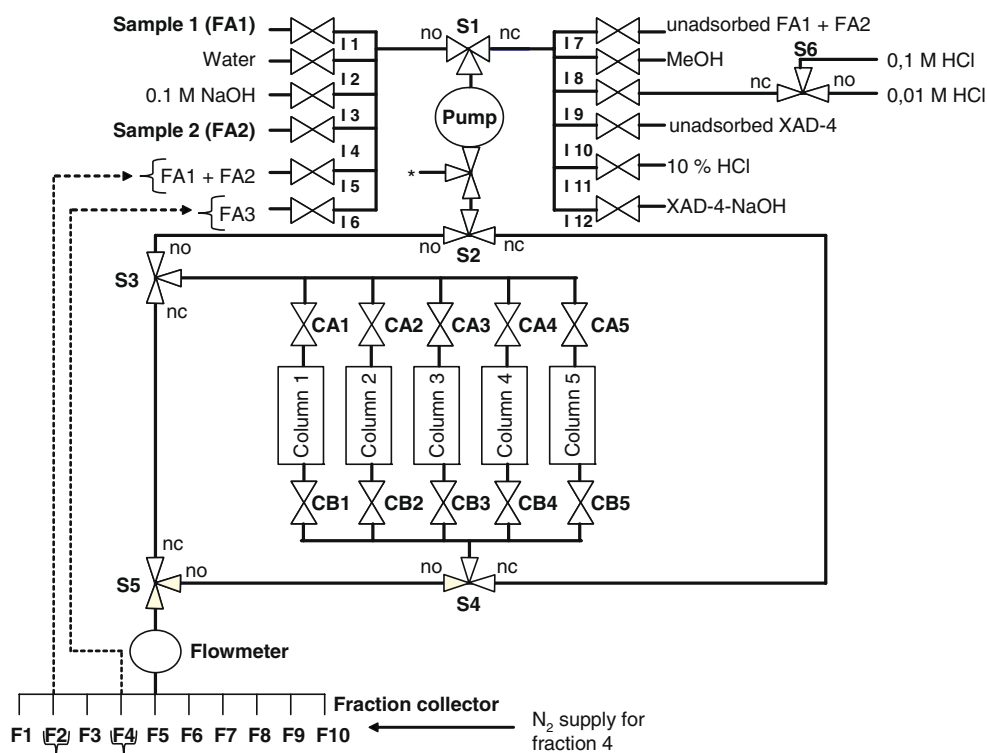 Sample 1 (FA1)
Water
0.1 M NaOH
Sample 2 (FA2)
FA1 + FA2
FA3
I 1
I 2
I 3
I 4
I 5
I 6
no
S1
nc
Pump
*
I 7
I 8
I 9
I 10
I 11
I 12
unadsorbed FA1 + FA2
MeOH
unadsorbed XAD-4
10 % HCl
XAD-4-NaOH
S6
nc
no
0,1 M HCl
0,01 M HCl
no
S2
nc
no
S3
nc
CA1
CA2
CA3
CA4
CA5
Column 1
Column 2
Column 3
Column 4
Column 5
CB1
CB2
CB3
CB4
CB5
nc
no
S5
no
nc
S4
Flowmeter
Fraction collector
F1
F2
F3
F4
F5
F6
F7
F8
F9
F10
N2 supply for
fraction 4